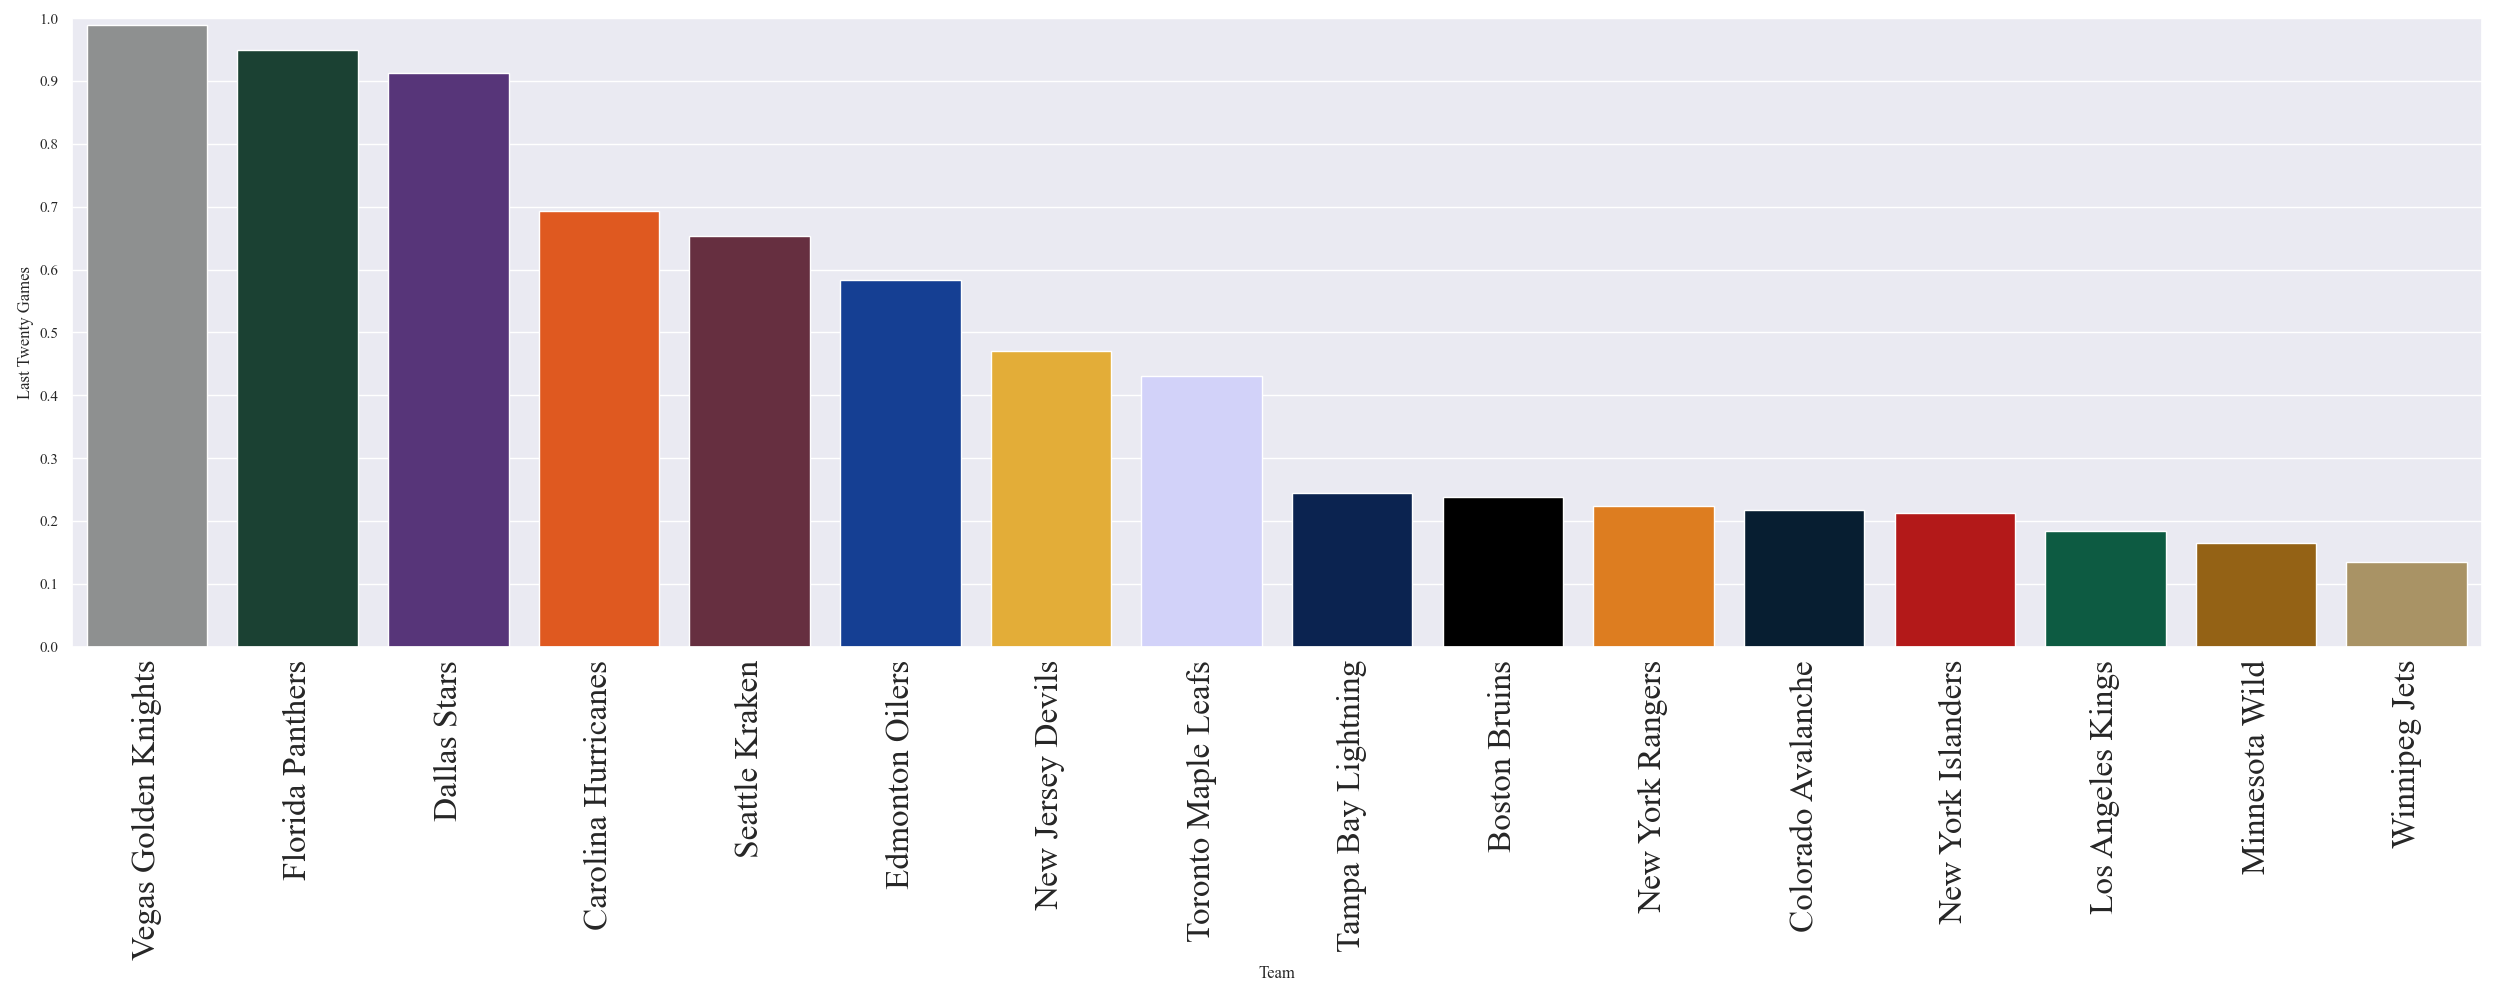 1.0
0.9
0.8
0.7
0.6
0.5
0.4
0.3
0.2
0.1
0.0
Last Twenty Games
Vegas Golden Knights
Florida Panthers
Dallas Stars
Carolina Hurricanes
Seattle Kraken
Edmonton Oilers
New Jersey Devils
Toronto Maple Leafs
Tampa Bay Lightning
Boston Bruins
New York Rangers
Colorado Avalanche
New York Islanders
Los Angeles Kings
Minnesota Wild
Winnipeg Jets
Team